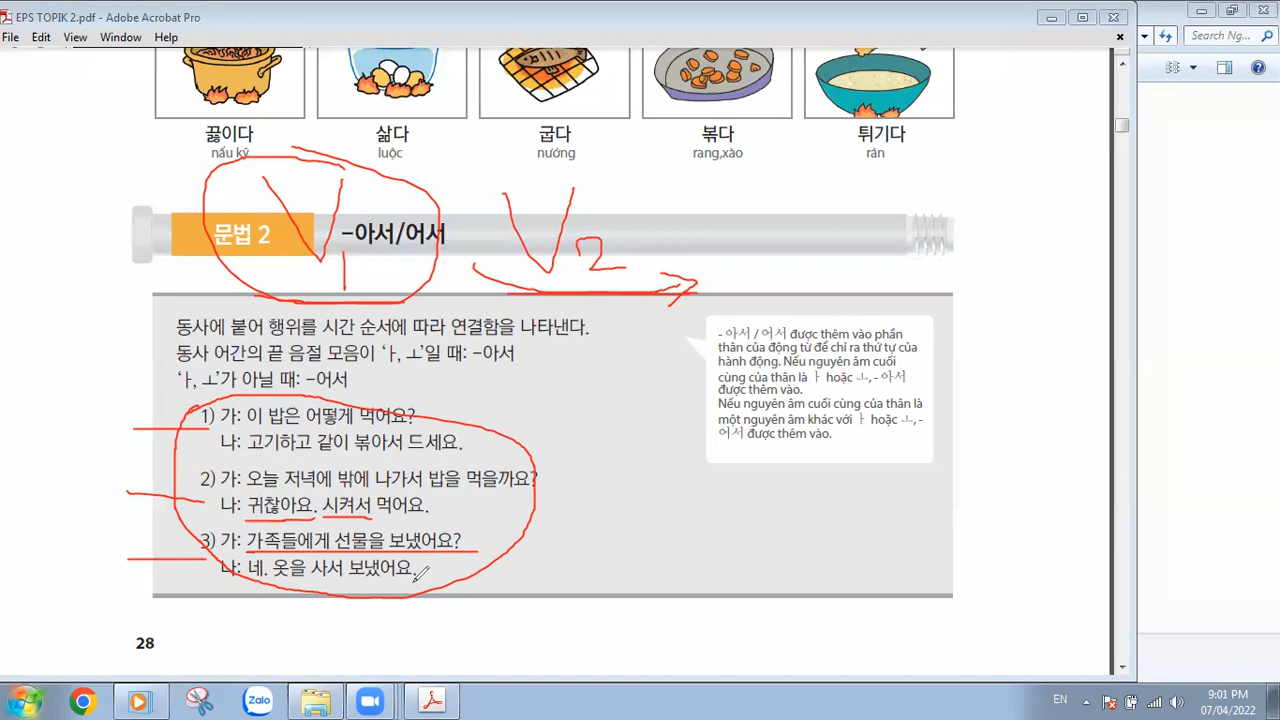 EPS TOPIK 2.pdf - Adobe Acrobat Pro
File Edit View Window Help
Search Ng...
끓이다 삶다 굽다 볶다 튀기다
nấu kỹ luộc nướng rang,xào rán
문법 2 -아서/어서
V1 V2
동사에 붙어 행위를 시간 순서에 따라 연결함을 나타낸다.
동사 어간의 끝 음절 모음이 ‘ㅏ, ㅗ’일 때: -아서
‘ㅏ, ㅗ’가 아닐 때: -어서
1) 가: 이 밥은 어떻게 먹어요?
나: 고기하고 같이 볶아서 드세요.
2) 가: 오늘 저녁에 밖에 나가서 밥을 먹을까요?
나: 귀찮아요. 시켜서 먹어요.
3) 가: 가족들에게 선물을 보냈어요?
나: 네. 옷을 사서 보냈어요.
- 아서 / 어서 được thêm vào phần
thân của động từ để chỉ ra thứ tự của
hành động. Nếu nguyên âm cuối
cùng của thân là ㅏ hoặc ㅗ, - 아서
được thêm vào.
Nếu nguyên âm cuối cùng của thân là
một nguyên âm khác với ㅏ hoặc ㅗ, -
어서 được thêm vào.
28
Zalo
EN
9:01 PM
07/04/2022